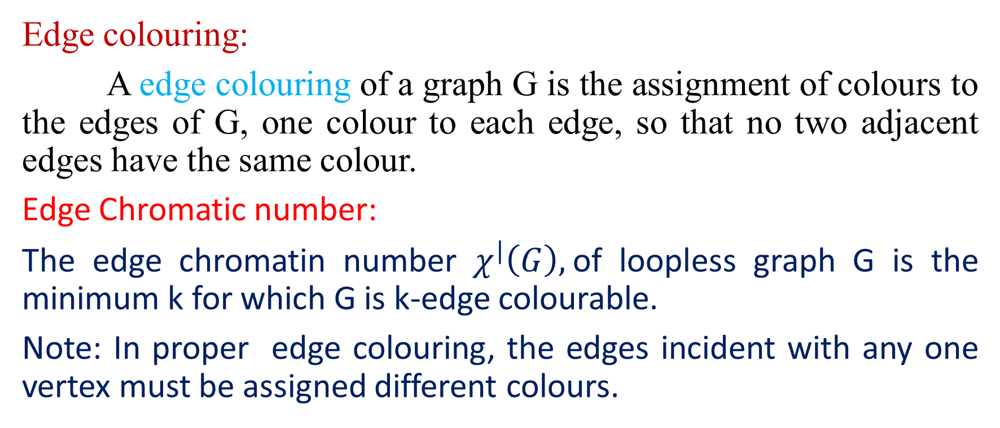 Edge colouring:
A edge colouring of a graph G is the assignment of colours to
the edges of G, one colour to each edge, so that no two adjacent
edges have the same colour.
Edge Chromatic number:
The edge chromatin number χ|(G), of loopless graph G is the
minimum k for which G is k-edge colourable.
Note: In proper edge colouring, the edges incident with any one
vertex must be assigned different colours.